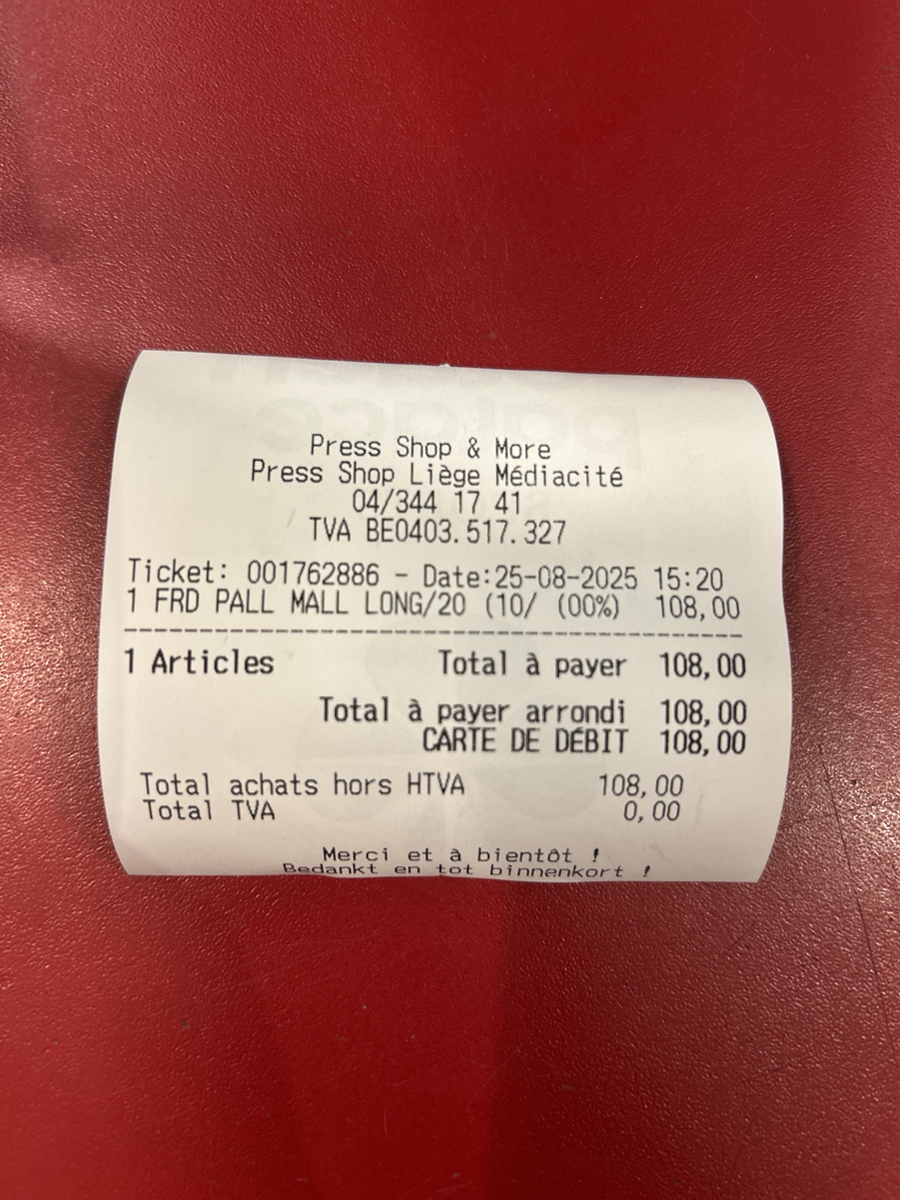 Press Shop & More
Press Shop Liège Médiacité
04/344 17 41
TVA BE0403.517.327
Ticket: 001762886 - Date:25-08-2025 15:20
1 FRD PALL MALL LONG/20 (10/ (00%) 108,00
1 Articles Total à payer 108,00
Total à payer arrondi 108,00
CARTE DE DÉBIT 108,00
Total achats hors HTVA 108,00
Total TVA 0,00
Merci et à bientôt !
Bedankt en tot binnenkort !